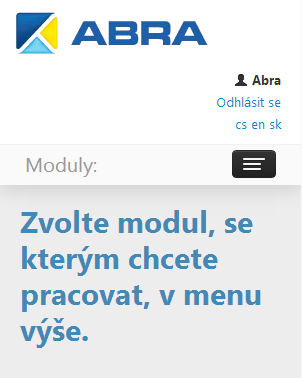 ABRA
Abra
Odhlásit se
cs en sk
Moduly:
Zvolte modul, se
kterým chcete
pracovat, v menu
výše.